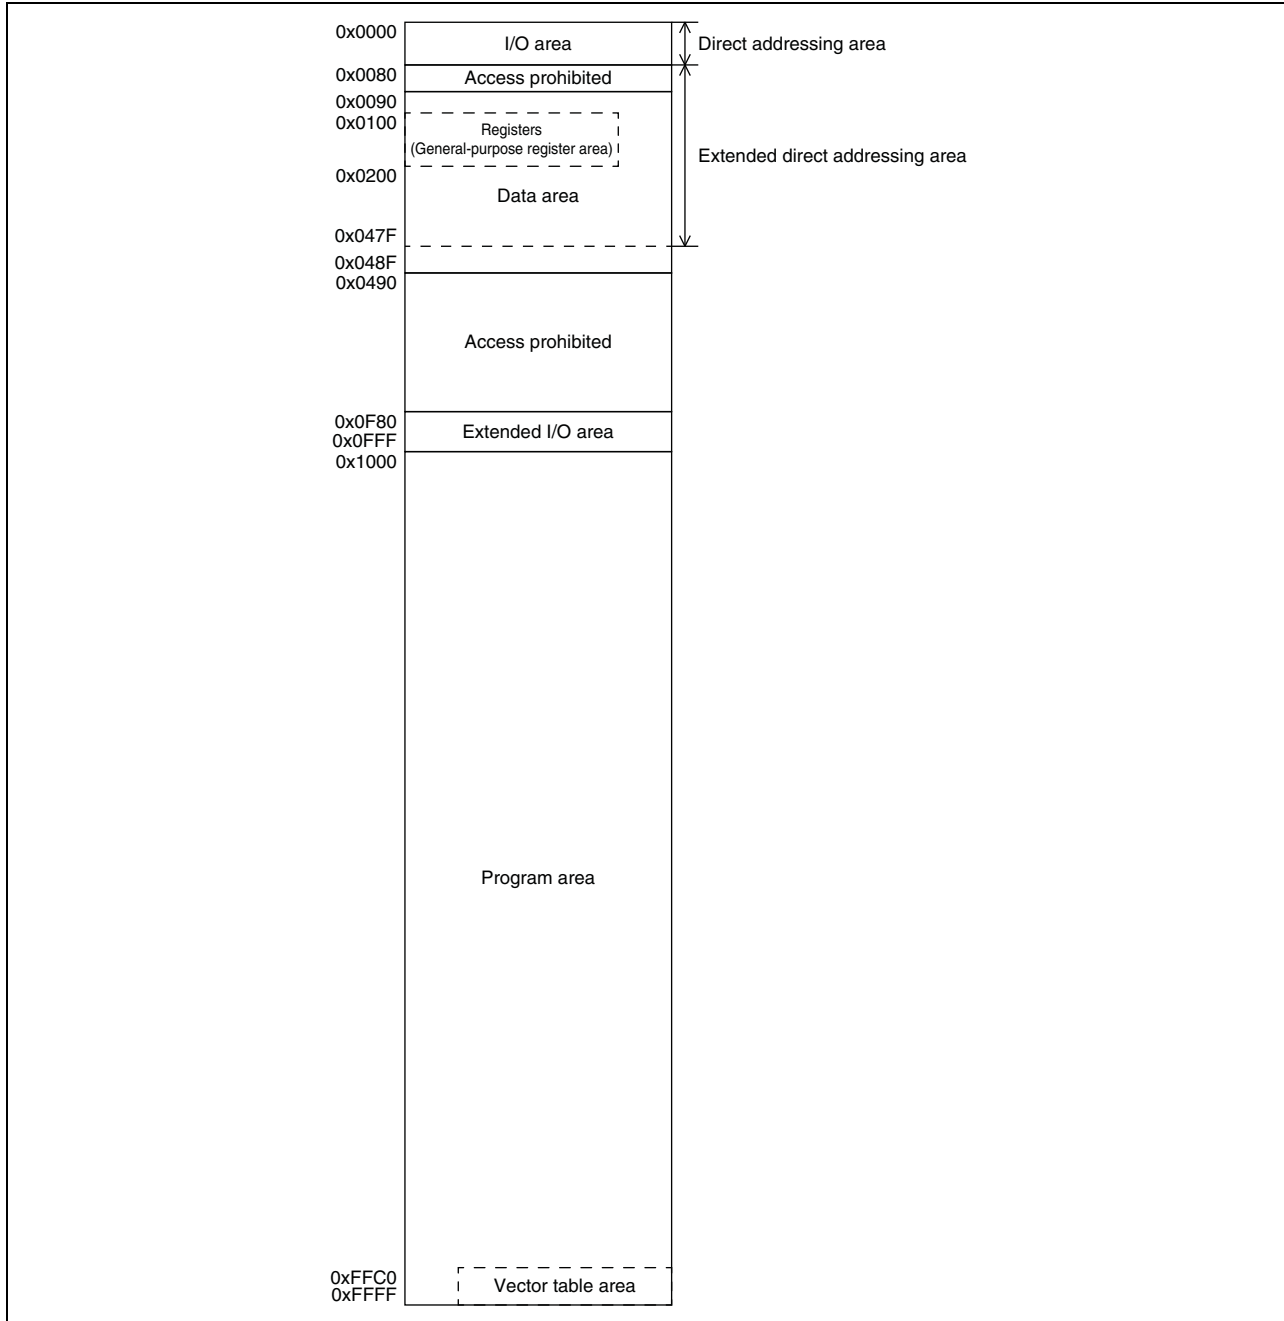 0x0000
I/O area
Direct addressing area
0x0080
Access prohibited
0x0090
0x0100
Registers
(General-purpose register area)
Extended direct addressing area
0x0200
Data area
0x047F
0x048F
0x0490
Access prohibited
0x0F80
Extended I/O area
0x0FFF
0x1000
Program area
0xFFC0
Vector table area
0xFFFF